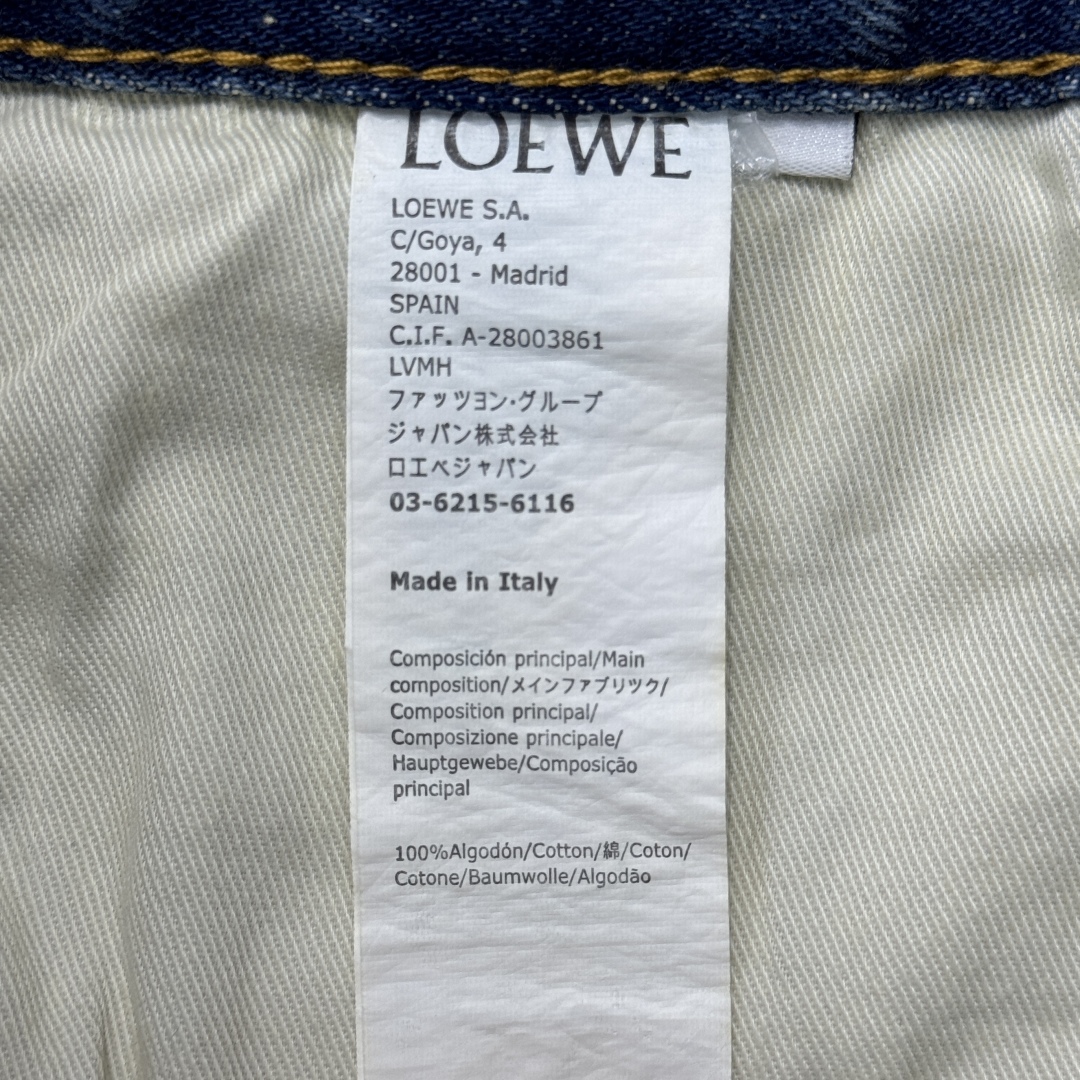 LOEWE
LOEWE S.A.
C/Goya, 4
28001 - Madrid
SPAIN
C.I.F. A-28003861
LVMH
ファッツヨン・グループ
ジャパン株式会社
ロエベジャパン
03-6215-6116
Made in Italy
Composición principal/Main
composition/メインファブリツク/
Composition principal/
Composizione principale/
Hauptgewebe/Composição
principal
100%Algodón/Cotton/綿/Coton/
Cotone/Baumwolle/Algodão